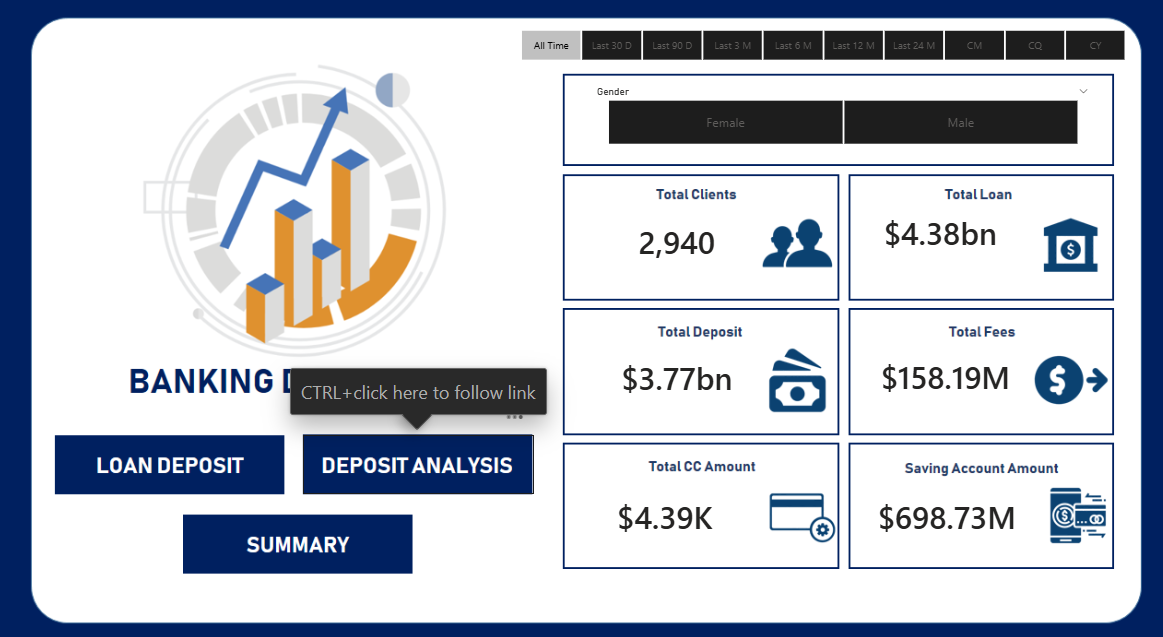 All Time Last 30 D Last 90 D Last 3 M Last 6 M Last 12 M Last 24 M CM CQ CY
Gender
Female Male
Total Clients
2,940
Total Loan
$4.38bn
Total Deposit
$3.77bn
Total Fees
$158.19M
Total CC Amount
$4.39K
Saving Account Amount
$698.73M
BANKING
CTRL+click here to follow link
LOAN DEPOSIT
DEPOSIT ANALYSIS
SUMMARY